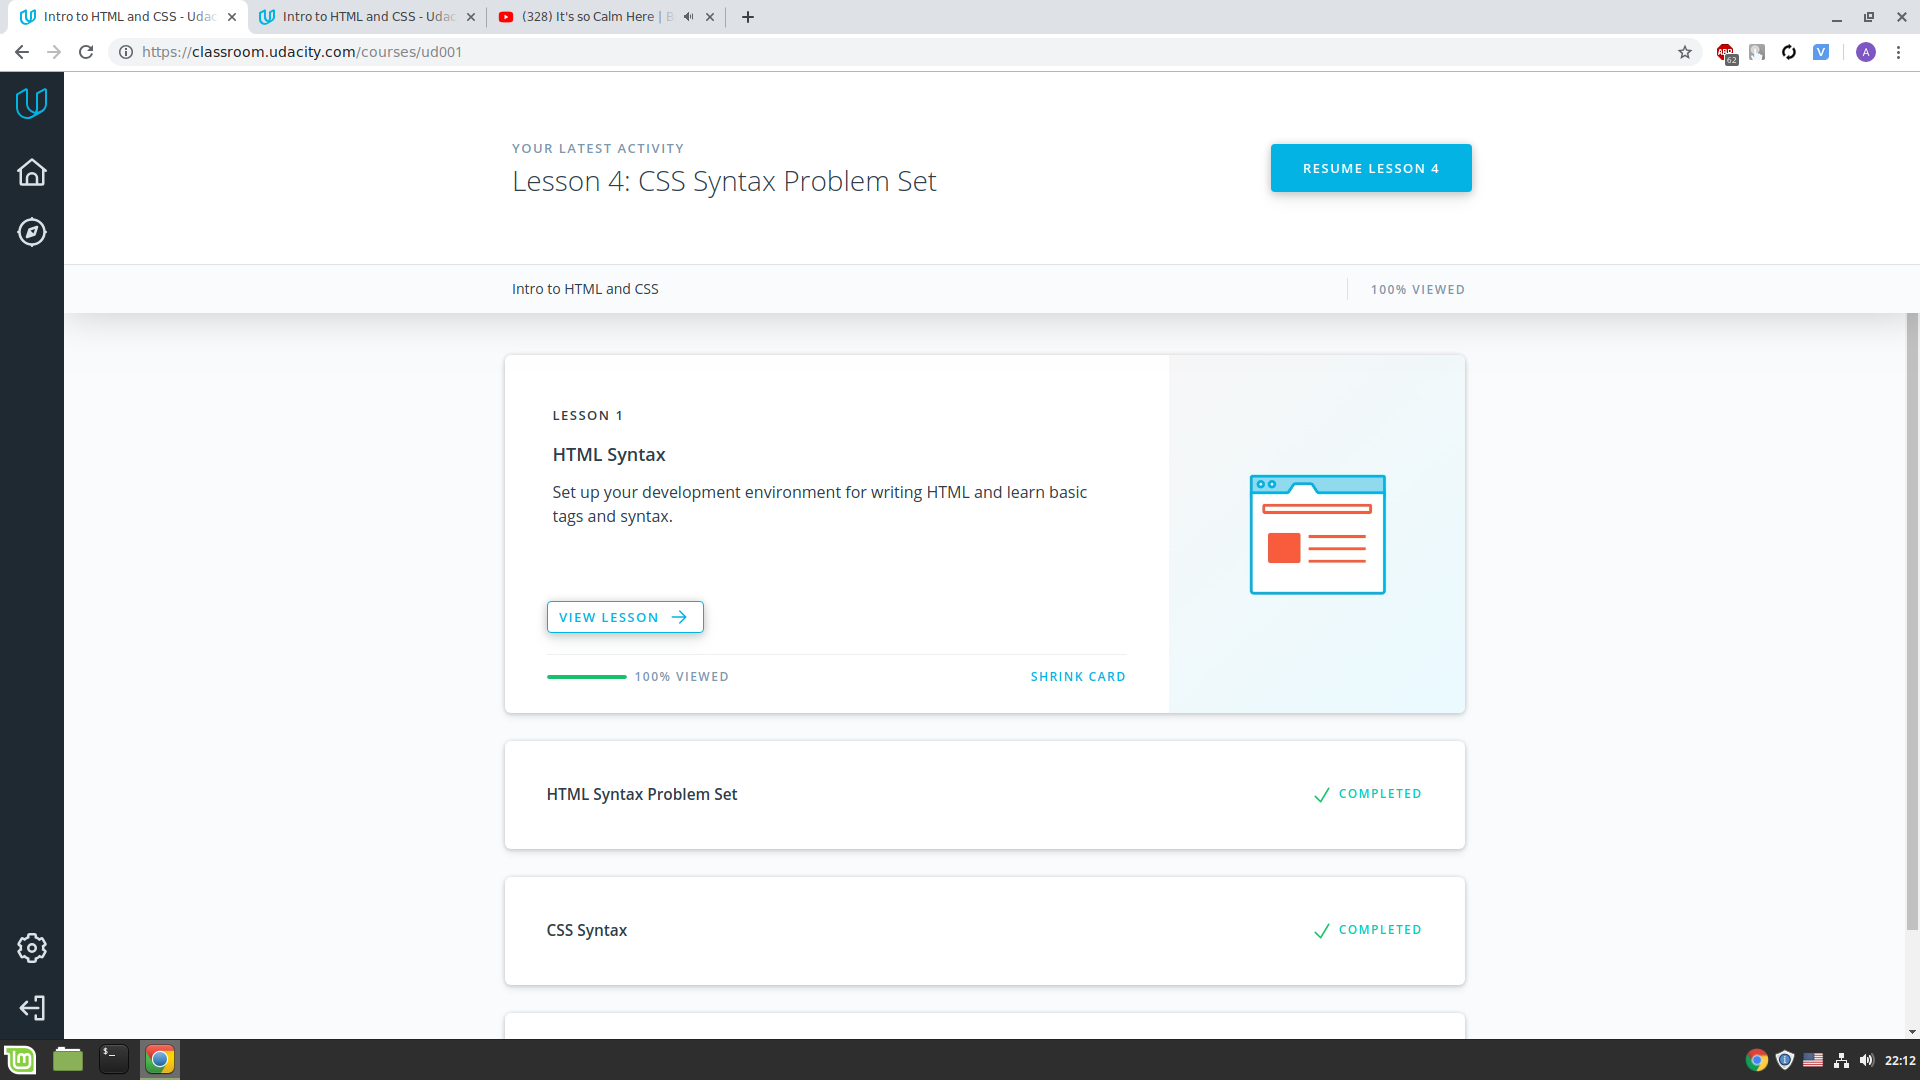 Intro to HTML and CSS - Udac
Intro to HTML and CSS - Udac
(328) It's so Calm Here | B
https://classroom.udacity.com/courses/ud001
ABP
62
V
A
YOUR LATEST ACTIVITY
Lesson 4: CSS Syntax Problem Set
RESUME LESSON 4
Intro to HTML and CSS
100% VIEWED
LESSON 1
HTML Syntax
Set up your development environment for writing HTML and learn basic
tags and syntax.
VIEW LESSON
100% VIEWED
SHRINK CARD
HTML Syntax Problem Set
COMPLETED
CSS Syntax
COMPLETED
$_
22:12